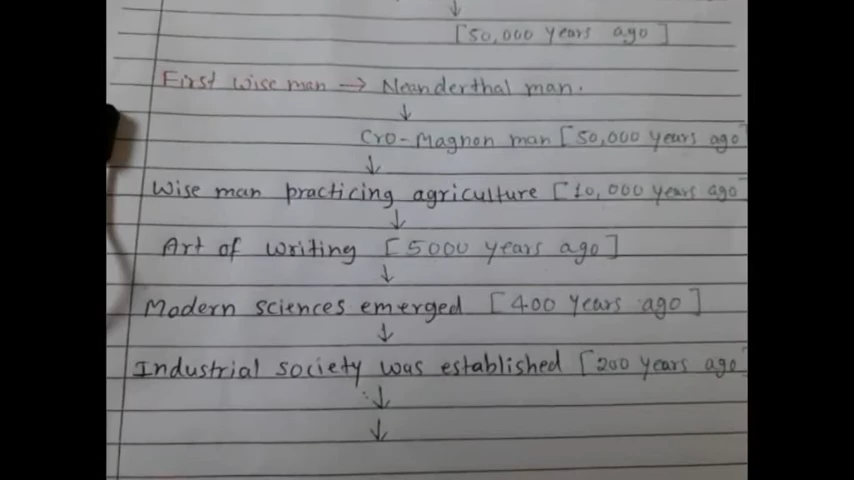 ↓
[50,000 years ago]
First wise man → Neanderthal man.
↓
Cro-Magnon man [50,000 years ago
↓
Wise man practicing agriculture [10,000 years ago]
↓
Art of writing [5000 years ago]
↓
Modern sciences emerged [400 years ago]
↓
Industrial society was established [200 years ago
↓
↓